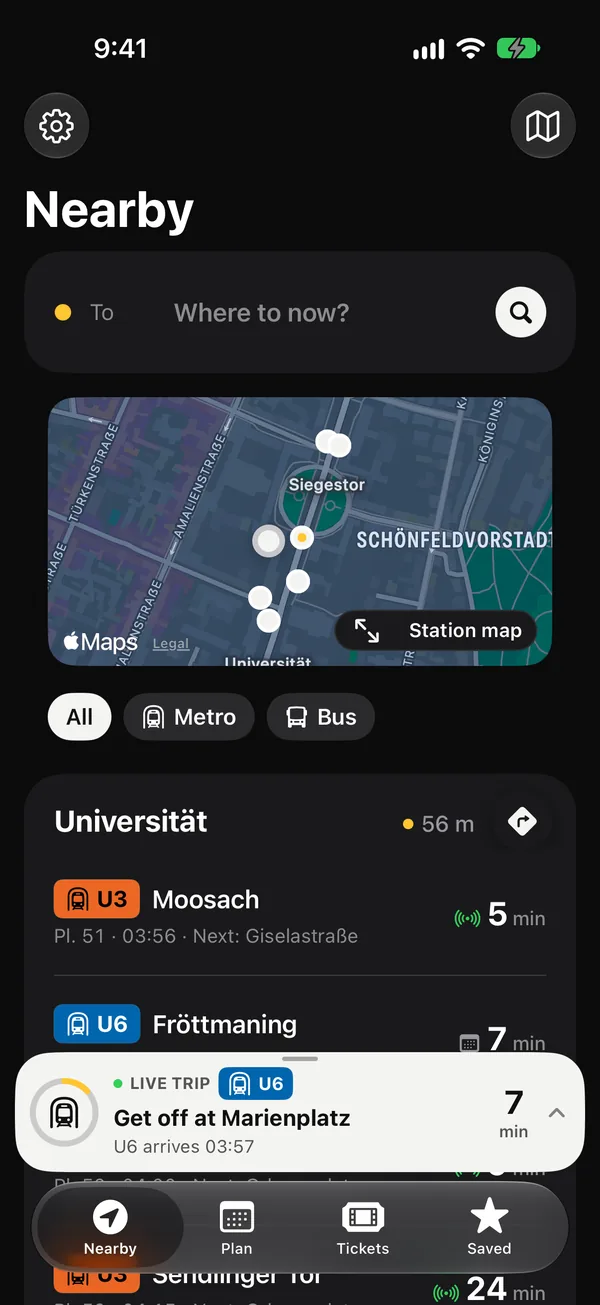 9:41
Nearby
To Where to now?
TÜRKENSTRASSE
AMALIENSTRASSE
KÖNIGINS
Siegestor
SCHÖNFELDVORSTADT
Maps Legal
Station map
Universität
All Metro Bus
Universität 56 m
U3 Moosach 5 min
Pl. 51 · 03:56 · Next: Giselastraße
U6 Fröttmaning 7 min
LIVE TRIP U6
Get off at Marienplatz
U6 arrives 03:57
7
min
Nearby Plan Tickets Saved
U3 Sendlinger Tor 24 min